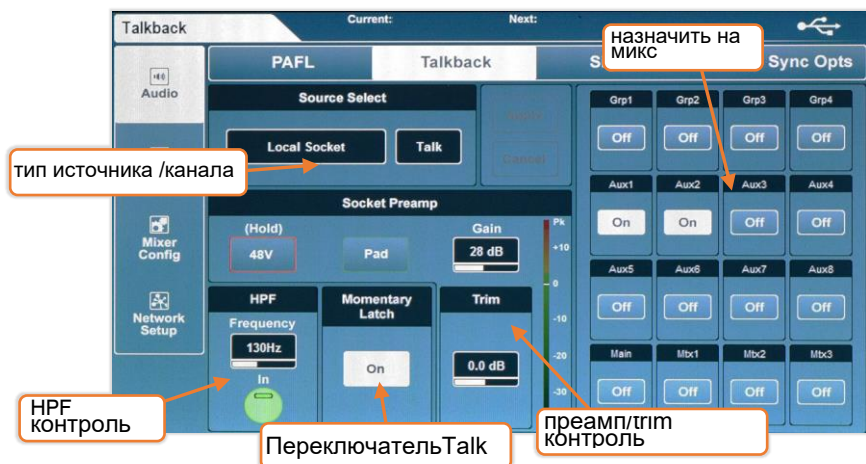 Talkback
Current: Next:
назначить на
микс
PAFL Talkback S Sync Opts
Audio
Source Select
Grp1 Grp2 Grp3 Grp4
Apply
Off Off Off Off
Local Socket Talk
Cancel
тип источника /канала
Aux1 Aux2 Aux3 Aux4
Socket Preamp
On On Off Off
Mixer
Config
(Hold) Gain Pk
48V Pad 28 dB +10
Aux5 Aux6 Aux7 Aux8
0
HPF Momentary
Latch Trim
Off Off Off Off
Network
Setup
Frequency -10
130Hz
Main Mtx1 Mtx2 Mtx3
On 0.0 dB -20
In
Off Off Off Off
-30
HPF
контроль
ПереключательTalk
преамп/trim
контроль